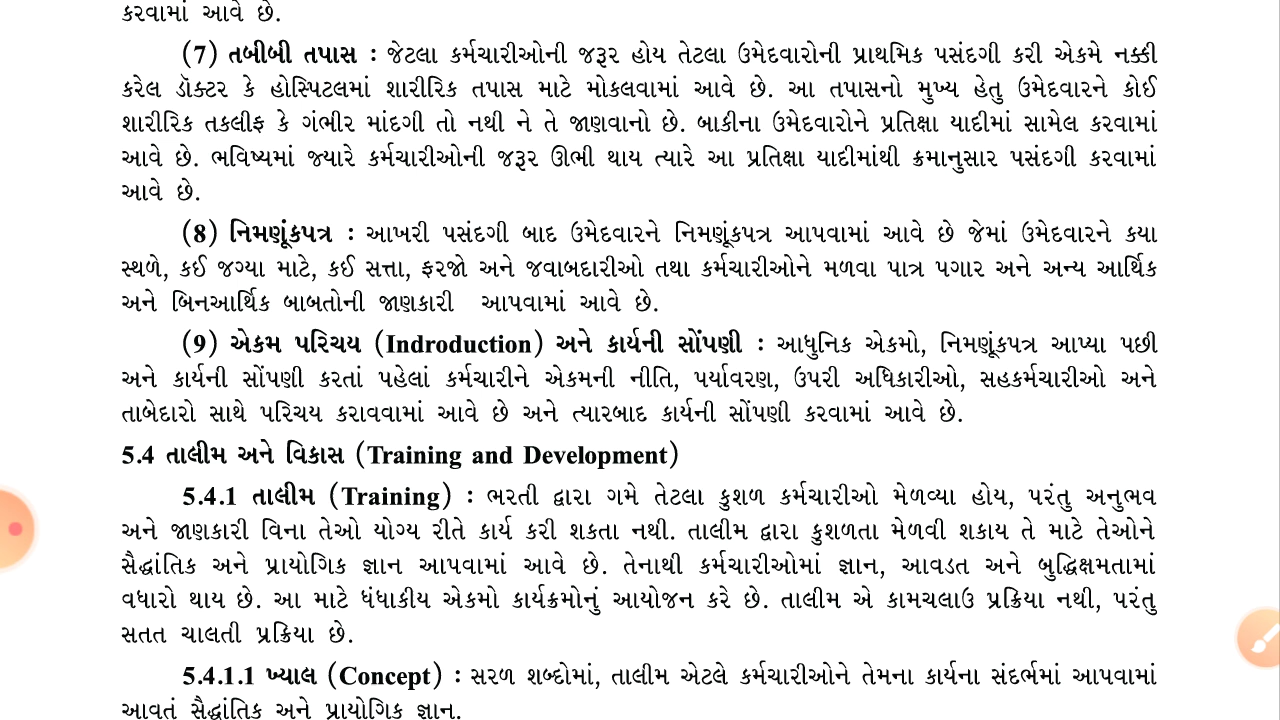 કરવામાં આવે છે.
(7) તબીબી તપાસ : જેટલા કર્મચારીઓની જરૂર હોય તેટલા ઉમેદવારોની પ્રાથમિક પસંદગી કરી એકમે નક્કી
કરેલ ડૉક્ટર કે હોસ્પિટલમાં શારીરિક તપાસ માટે મોકલવામાં આવે છે. આ તપાસનો મુખ્ય હેતુ ઉમેદવારને કોઈ
શારીરિક તકલીફ કે ગંભીર માંદગી તો નથી ને તે જાણવાનો છે. બાકીના ઉમેદવારોને પ્રતિક્ષા યાદીમાં સામેલ કરવામાં
આવે છે. ભવિષ્યમાં જ્યારે કર્મચારીઓની જરૂર ઊભી થાય ત્યારે આ પ્રતિક્ષા યાદીમાંથી ક્રમાનુસાર પસંદગી કરવામાં
આવે છે.
(8) નિમણૂંકપત્ર : આખરી પસંદગી બાદ ઉમેદવારને નિમણૂંકપત્ર આપવામાં આવે છે જેમાં ઉમેદવારને કયા
સ્થળે, કઈ જગ્યા માટે, કઈ સત્તા, ફરજો અને જવાબદારીઓ તથા કર્મચારીઓને મળવા પાત્ર પગાર અને અન્ય આર્થિક
અને બિનઆર્થિક બાબતોની જાણકારી આપવામાં આવે છે.
(9) એકમ પરિચય (Indroduction) અને કાર્યની સોંપણી : આધુનિક એકમો, નિમણૂંકપત્ર આપ્યા પછી
અને કાર્યની સોંપણી કરતાં પહેલાં કર્મચારીને એકમની નીતિ, પર્યાવરણ, ઉપરી અધિકારીઓ, સહકર્મચારીઓ અને
તાબેદારો સાથે પરિચય કરાવવામાં આવે છે અને ત્યારબાદ કાર્યની સોંપણી કરવામાં આવે છે.
5.4 તાલીમ અને વિકાસ (Training and Development)
5.4.1 તાલીમ (Training) : ભરતી દ્વારા ગમે તેટલા કુશળ કર્મચારીઓ મેળવ્યા હોય, પરંતુ અનુભવ
અને જાણકારી વિના તેઓ યોગ્ય રીતે કાર્ય કરી શકતા નથી. તાલીમ દ્વારા કુશળતા મેળવી શકાય તે માટે તેઓને
સૈદ્ધાંતિક અને પ્રાયોગિક જ્ઞાન આપવામાં આવે છે. તેનાથી કર્મચારીઓમાં જ્ઞાન, આવડત અને બુદ્ધિક્ષમતામાં
વધારો થાય છે. આ માટે ધંધાકીય એકમો કાર્યક્રમોનું આયોજન કરે છે. તાલીમ એ કામચલાઉ પ્રક્રિયા નથી, પરંતુ
સતત ચાલતી પ્રક્રિયા છે.
5.4.1.1 ખ્યાલ (Concept) : સરળ શબ્દોમાં, તાલીમ એટલે કર્મચારીઓને તેમના કાર્યના સંદર્ભમાં આપવામાં
આવતું સૈદ્ધાંતિક અને પ્રાયોગિક જ્ઞાન.